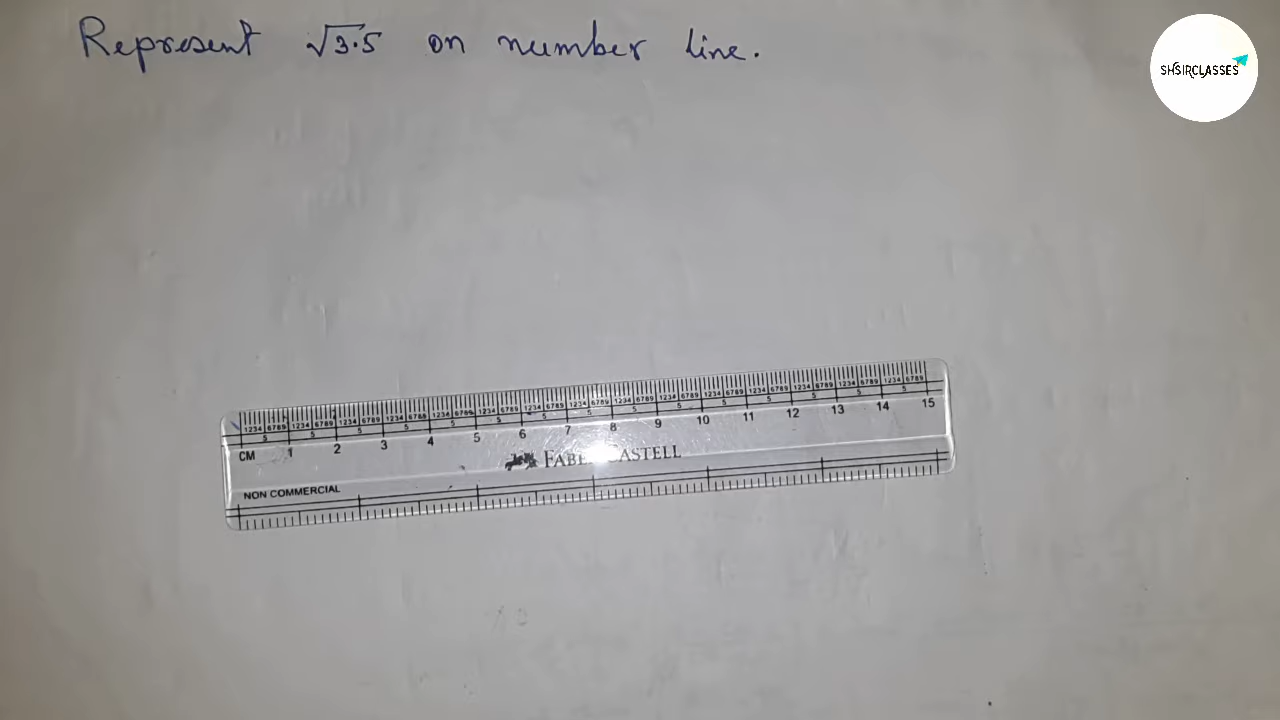 Represent √3.5 on number line.
SHSIRCLASSES
CM 1 2 3 4 5 6 7 8 9 10 11 12 13 14 15
FABER-CASTELL
NON COMMERCIAL